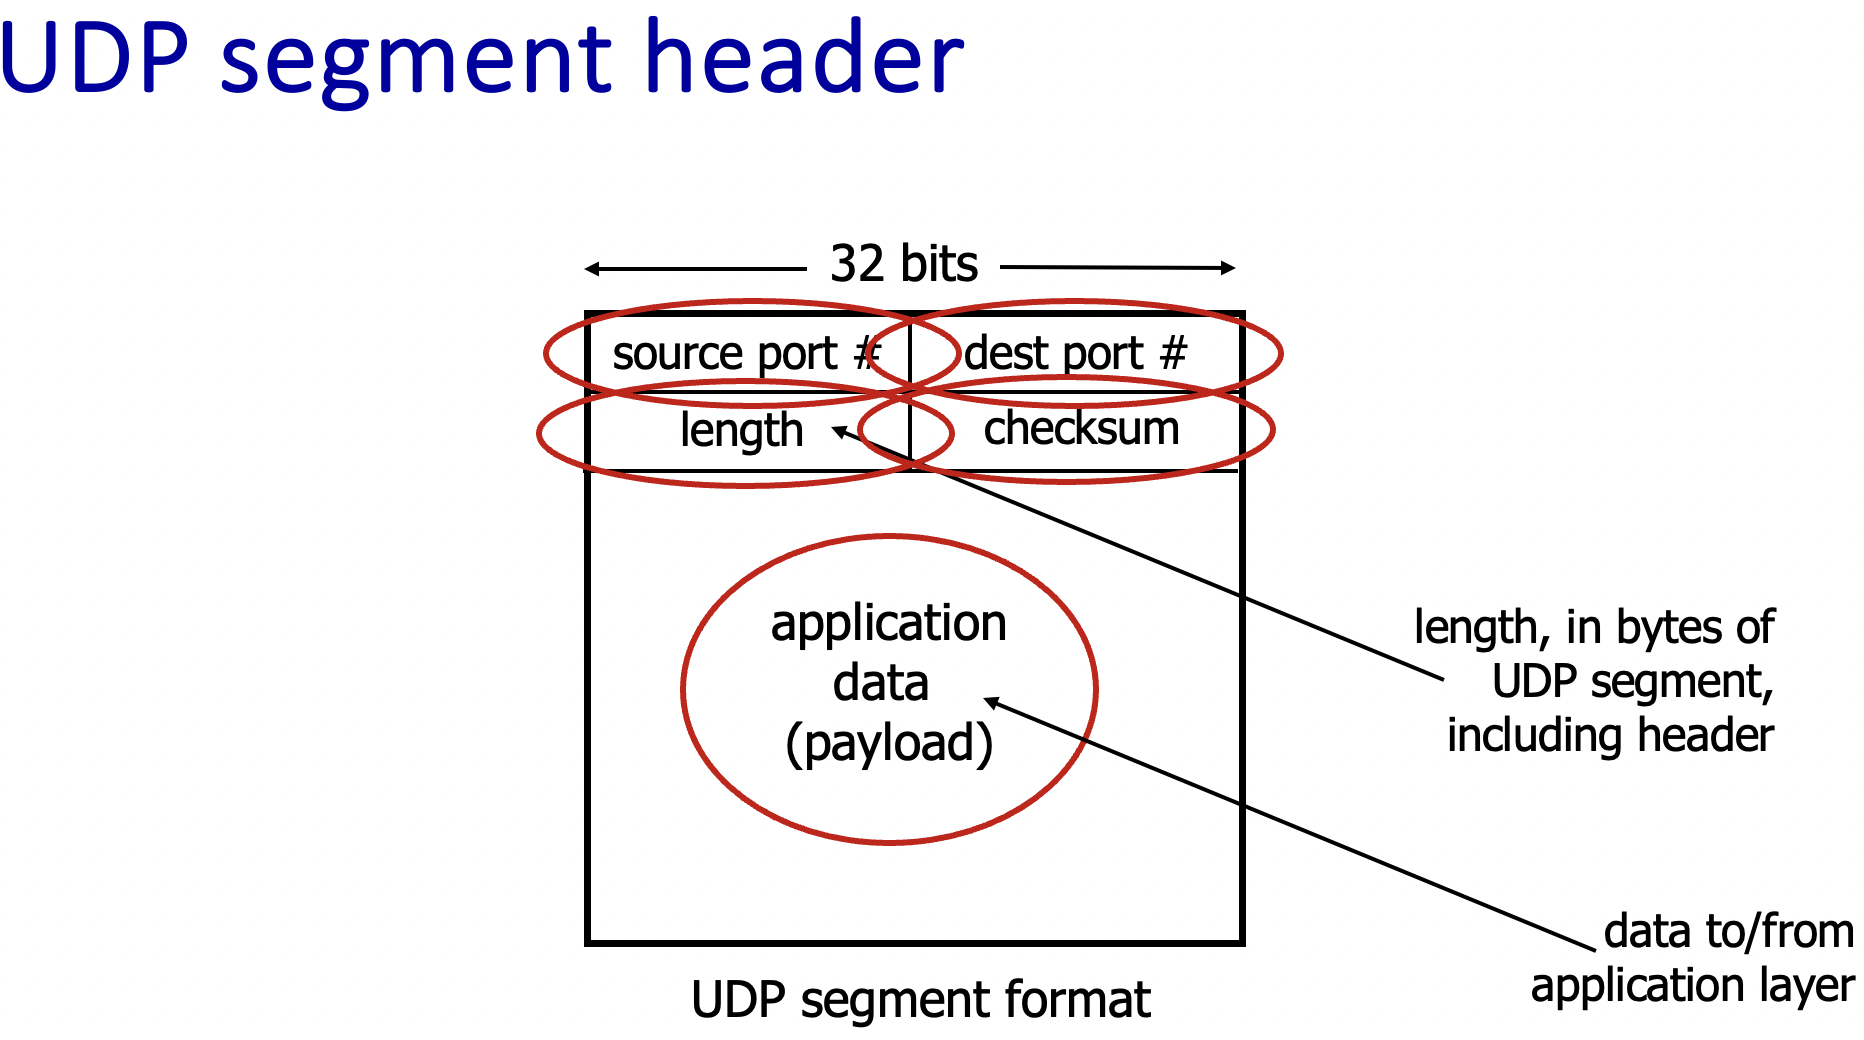 UDP segment header
32 bits
source port # dest port #
length checksum
application
data
(payload)
length, in bytes of
UDP segment,
including header
data to/from
application layer
UDP segment format